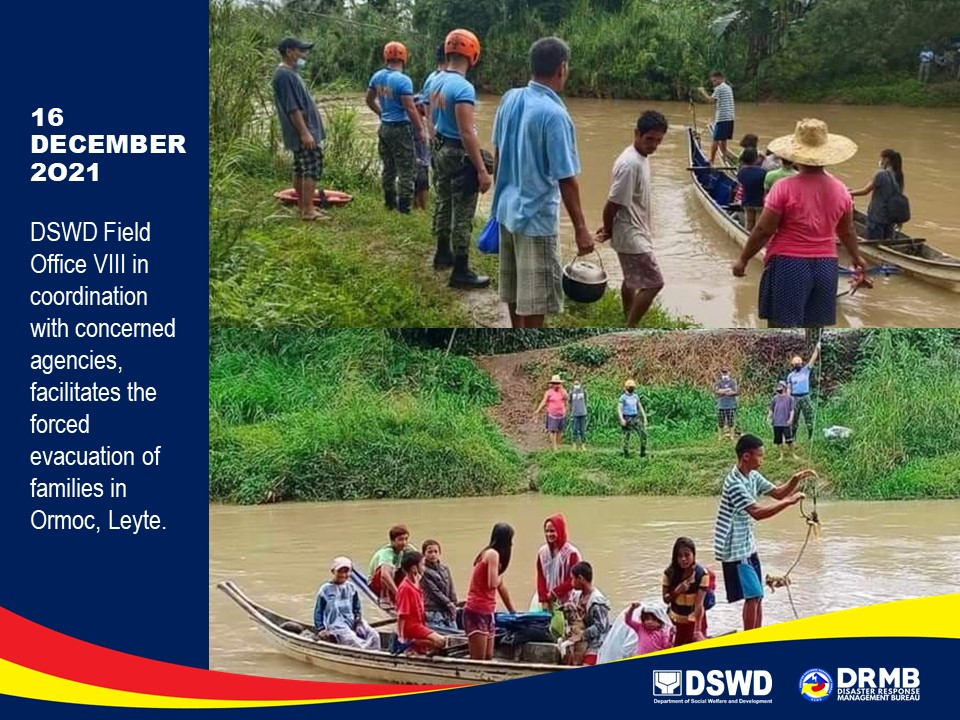 16
DECEMBER
2O21
DSWD Field
Office VIII in
coordination
with concerned
agencies,
facilitates the
forced
evacuation of
families in
Ormoc, Leyte.
DSWD
Department of Social Welfare and Development
DRMB
DISASTER RESPONSE
MANAGEMENT BUREAU